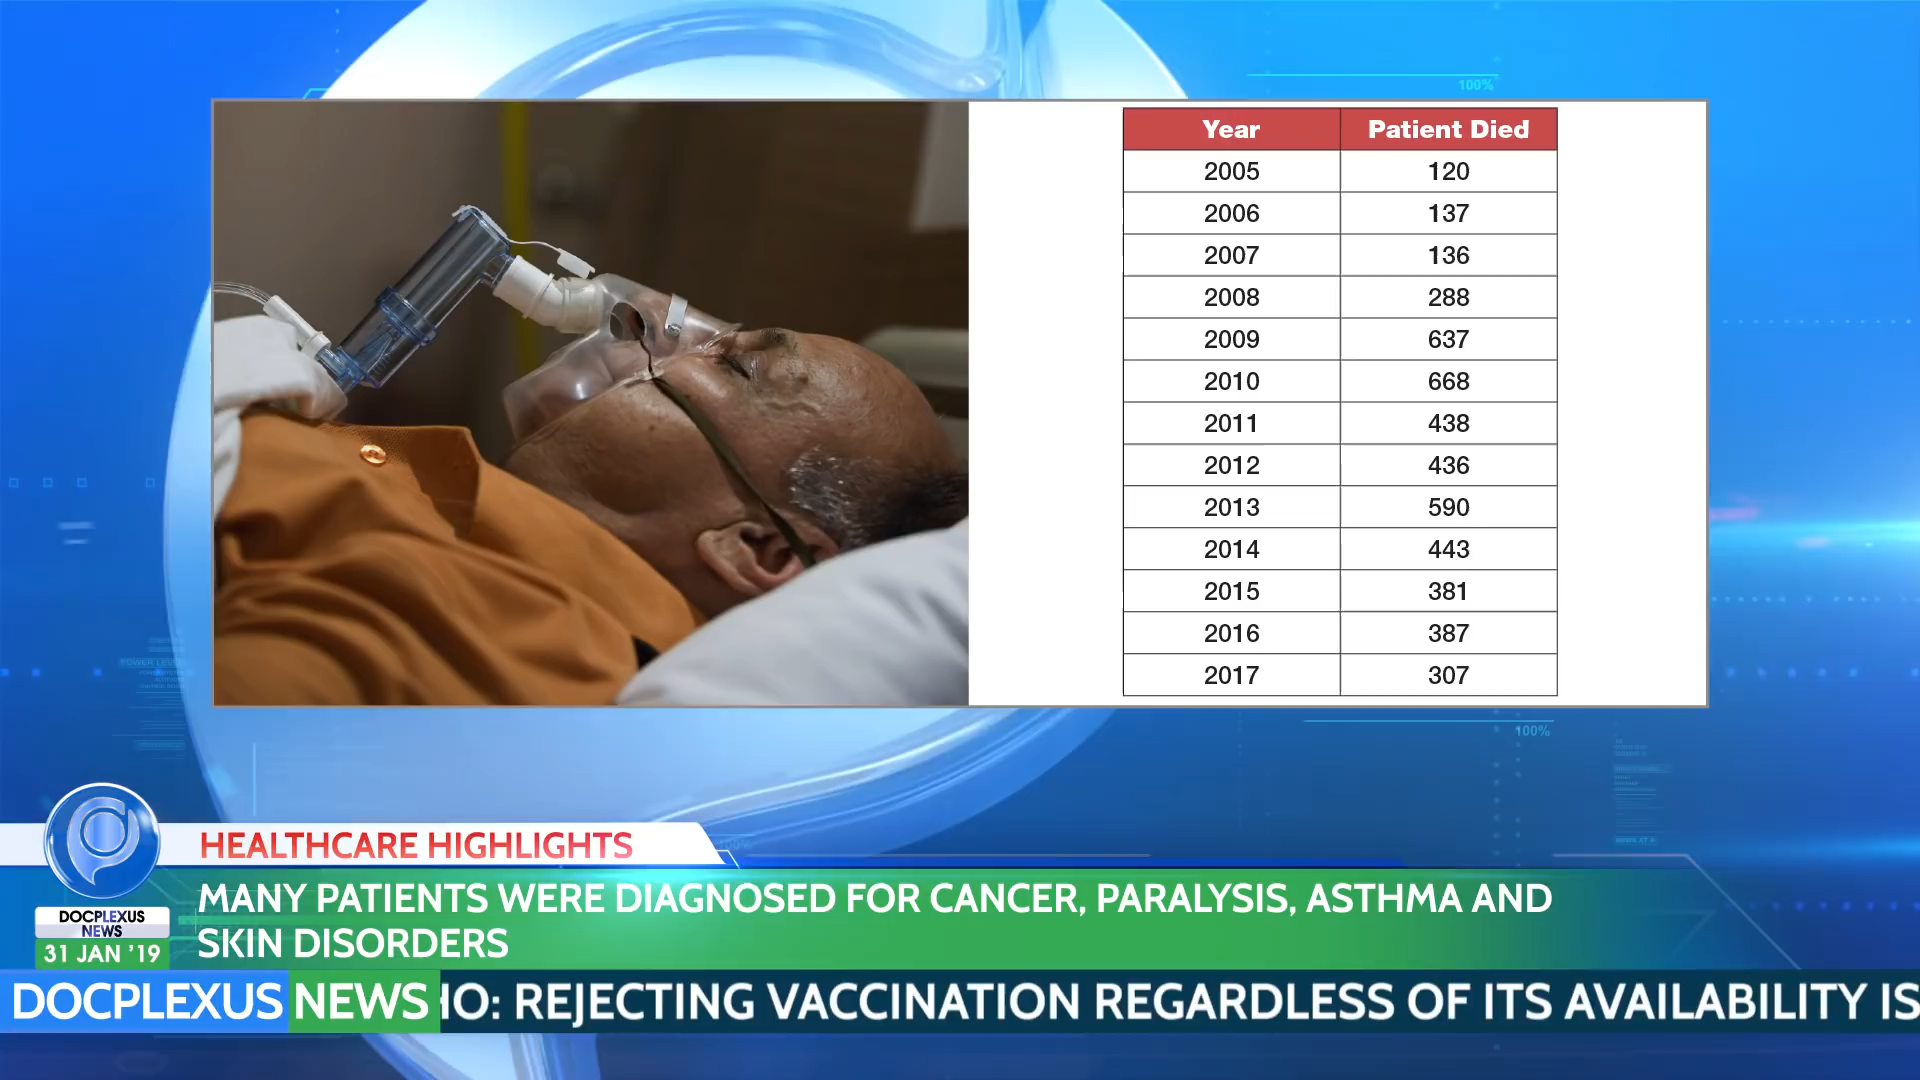 100%
Year Patient Died
2005 120
2006 137
2007 136
2008 288
2009 637
2010 668
2011 438
2012 436
2013 590
2014 443
2015 381
2016 387
2017 307
100%
HEALTHCARE HIGHLIGHTS
MANY PATIENTS WERE DIAGNOSED FOR CANCER, PARALYSIS, ASTHMA AND
SKIN DISORDERS
DOCPLEXUS
NEWS
31 JAN '19
DOCPLEXUS NEWS HO: REJECTING VACCINATION REGARDLESS OF ITS AVAILABILITY IS